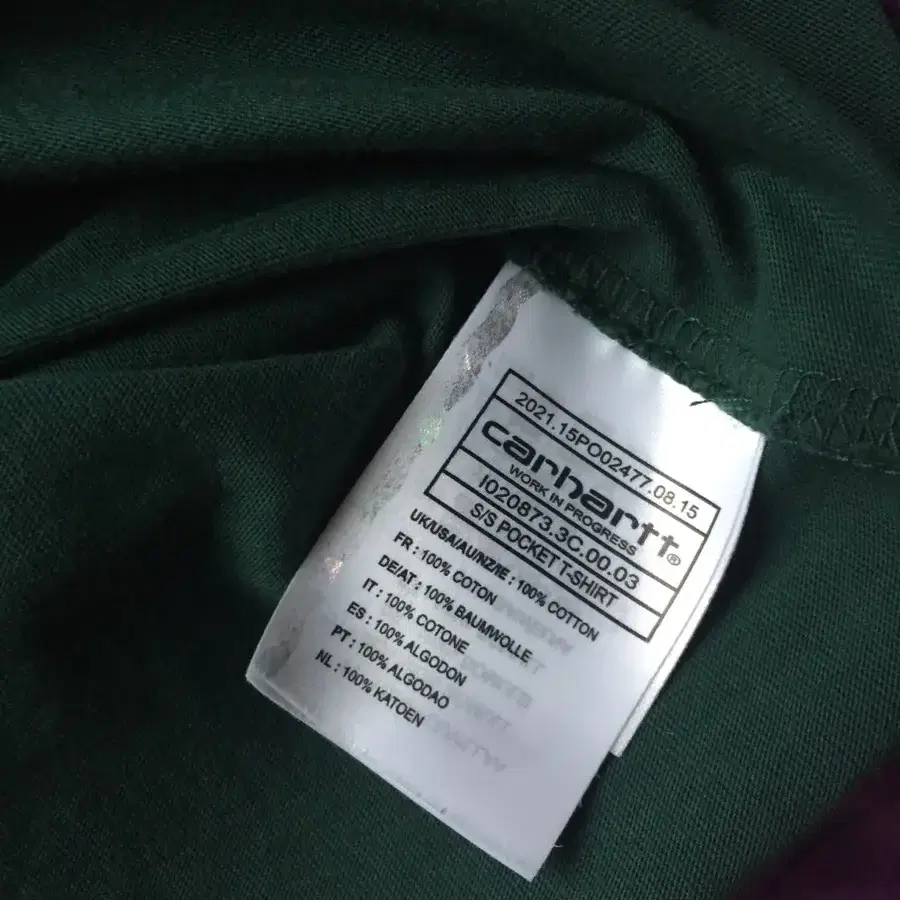 2021.15PO02477.08.15
carhartt®
WORK IN PROGRESS
I020873.3C.00.03
S/S POCKET T-SHIRT
UK/USA/AU/NZ/IE : 100% COTTON
FR : 100% COTON
DE/AT : 100% BAUMWOLLE
IT : 100% COTONE
ES : 100% ALGODON
PT : 100% ALGODAO
NL : 100% KATOEN